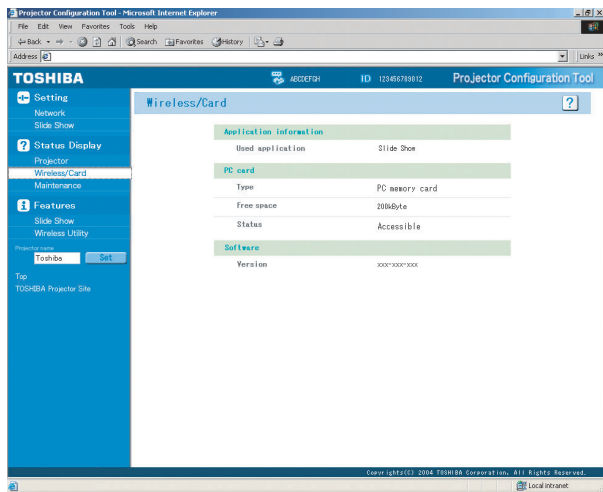 Projector Configuration Tool - Microsoft Internet Explorer
File Edit View Favorites Tools Help
Back Search Favorites History
Address Links »
TOSHIBA ABCDEFGH ID 123456789012 Projector Configuration Tool
Setting
Network
Slide Show
Status Display
Projector
Wireless/Card
Maintenance
Features
Slide Show
Wireless Utility
Projector name
Toshiba Set
Top
TOSHIBA Projector Site
Wireless/Card ?
Application information
Used application Slide Show
PC card
Type PC memory card
Free space 200kByte
Status Accessible
Software
Version xxx-xxx-xxx
Copyrights(C) 2004 TOSHIBA Corporation, All Rights Reserved.
Local intranet